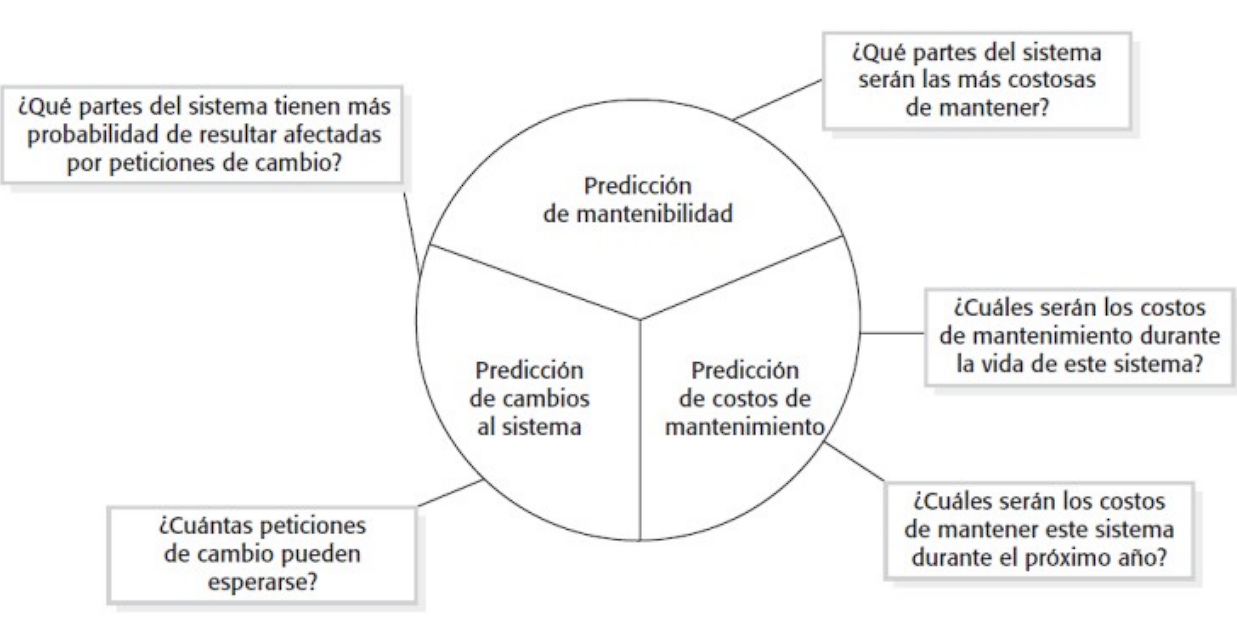 ¿Qué partes del sistema
serán las más costosas
de mantener?
¿Qué partes del sistema tienen más
probabilidad de resultar afectadas
por peticiones de cambio?
Predicción
de mantenibilidad
¿Cuáles serán los costos
de mantenimiento durante
la vida de este sistema?
Predicción
de cambios
al sistema
Predicción
de costos de
mantenimiento
¿Cuáles serán los costos
de mantener este sistema
durante el próximo año?
¿Cuántas peticiones
de cambio pueden
esperarse?